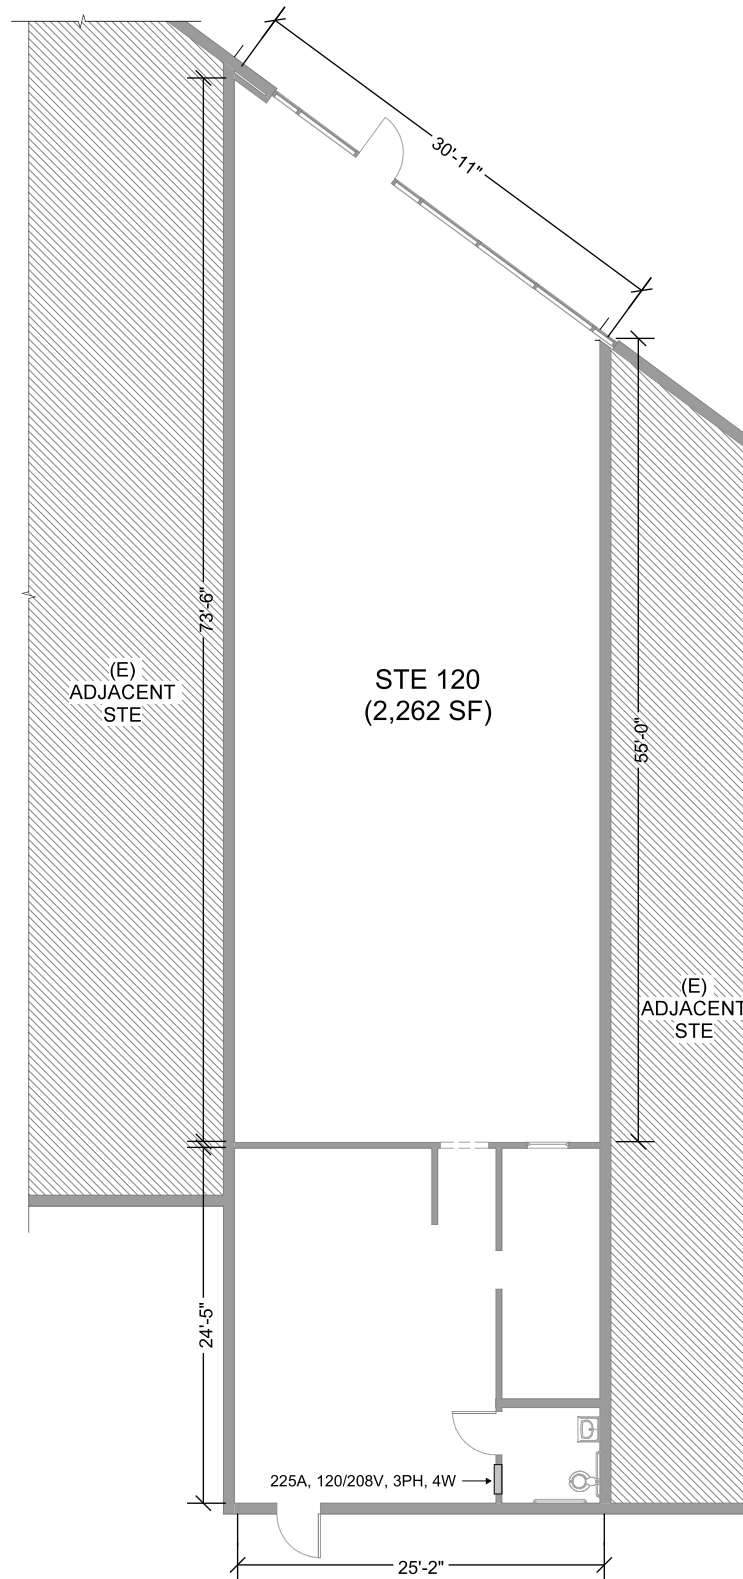 30'-11"
73'-6"
(E)
ADJACENT
STE
STE 120
(2,262 SF)
55'-0"
(E)
ADJACENT
STE
24'-5"
225A, 120/208V, 3PH, 4W
25'-2"